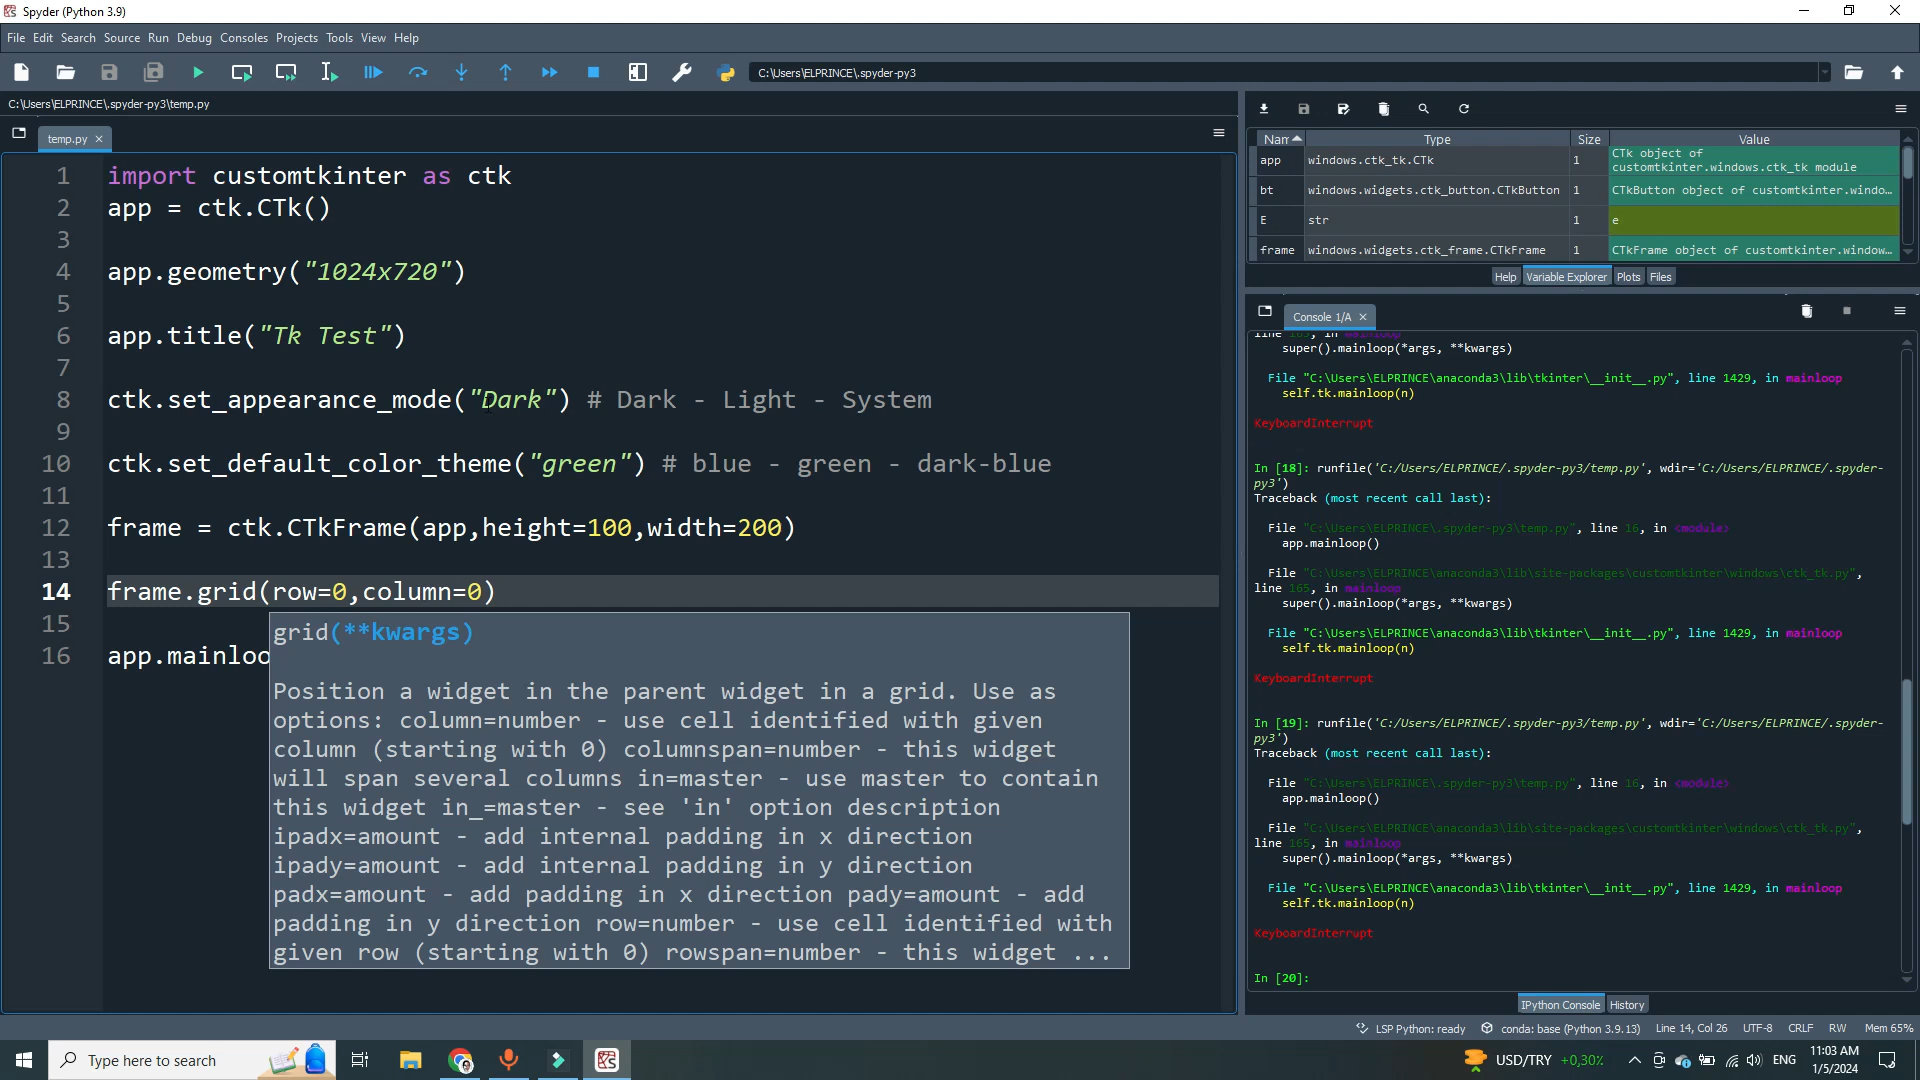 Spyder (Python 3.9)
File Edit Search Source Run Debug Consoles Projects Tools View Help
C:\Users\ELPRINCE\.spyder-py3
C:\Users\ELPRINCE\.spyder-py3\temp.py
temp.py
1 import customtkinter as ctk
2 app = ctk.CTk()
3
4 app.geometry("1024x720")
5
6 app.title("Tk Test")
7
8 ctk.set_appearance_mode("Dark") # Dark - Light - System
9
10 ctk.set_default_color_theme("green") # blue - green - dark-blue
11
12 frame = ctk.CTkFrame(app,height=100,width=200)
13
14 frame.grid(row=0,column=0)
15
16 app.mainloo
grid(**kwargs)
Position a widget in the parent widget in a grid. Use as
options: column=number - use cell identified with given
column (starting with 0) columnspan=number - this widget
will span several columns in=master - use master to contain
this widget in_=master - see 'in' option description
ipadx=amount - add internal padding in x direction
ipady=amount - add internal padding in y direction
padx=amount - add padding in x direction pady=amount - add
padding in y direction row=number - use cell identified with
given row (starting with 0) rowspan=number - this widget ...
Nan Type Size Value
app windows.ctk_tk.CTk 1 CTk object of
customtkinter.windows.ctk_tk module
bt windows.widgets.ctk_button.CTkButton 1 CTkButton object of customtkinter.windo...
E str 1 e
frame windows.widgets.ctk_frame.CTkFrame 1 CTkFrame object of customtkinter.window...
Help Variable Explorer Plots Files
Console 1/A
line 165, in mainloop
super().mainloop(*args, **kwargs)
File "C:\Users\ELPRINCE\anaconda3\lib\tkinter\__init__.py", line 1429, in mainloop
self.tk.mainloop(n)
KeyboardInterrupt
In [18]: runfile('C:/Users/ELPRINCE/.spyder-py3/temp.py', wdir='C:/Users/ELPRINCE/.spyder-
py3')
Traceback (most recent call last):
File "C:\Users\ELPRINCE\.spyder-py3\temp.py", line 16, in <module>
app.mainloop()
File "C:\Users\ELPRINCE\anaconda3\lib\site-packages\customtkinter\windows\ctk_tk.py",
line 165, in mainloop
super().mainloop(*args, **kwargs)
File "C:\Users\ELPRINCE\anaconda3\lib\tkinter\__init__.py", line 1429, in mainloop
self.tk.mainloop(n)
KeyboardInterrupt
In [19]: runfile('C:/Users/ELPRINCE/.spyder-py3/temp.py', wdir='C:/Users/ELPRINCE/.spyder-
py3')
Traceback (most recent call last):
File "C:\Users\ELPRINCE\.spyder-py3\temp.py", line 16, in <module>
app.mainloop()
File "C:\Users\ELPRINCE\anaconda3\lib\site-packages\customtkinter\windows\ctk_tk.py",
line 165, in mainloop
super().mainloop(*args, **kwargs)
File "C:\Users\ELPRINCE\anaconda3\lib\tkinter\__init__.py", line 1429, in mainloop
self.tk.mainloop(n)
KeyboardInterrupt
In [20]:
IPython Console History
LSP Python: ready conda: base (Python 3.9.13) Line 14, Col 26 UTF-8 CRLF RW Mem 65%
Type here to search
USD/TRY +0,30%
ENG
11:03 AM
1/5/2024